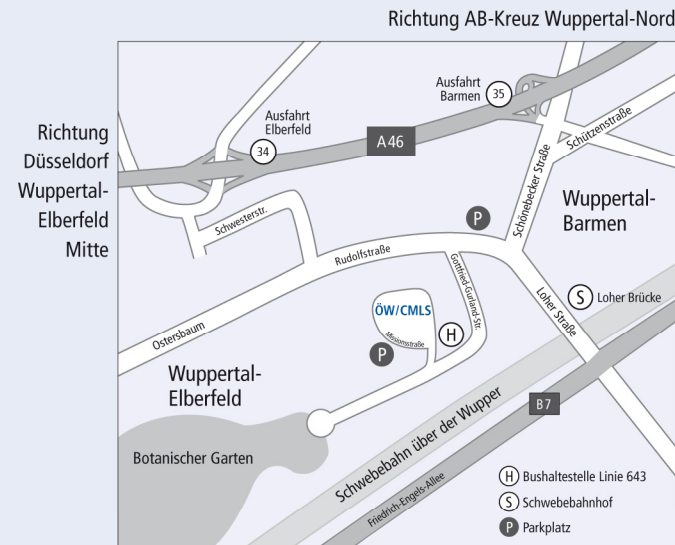 Richtung AB-Kreuz Wuppertal-Nord
Ausfahrt
Barmen
35
Ausfahrt
Elberfeld
34
A46
Richtung
Düsseldorf
Wuppertal-
Elberfeld
Mitte
Schützenstraße
Schönebecker Straße
Wuppertal-
Barmen
P
Schwesterstr.
Rudolfstraße
Gottfried-Gurland-Str.
Loher Straße
S
Loher Brücke
ÖW/CMLS
Missionsstraße
H
P
Ostersbaum
Wuppertal-
Elberfeld
B7
Schwebebahn über der Wupper
Botanischer Garten
Friedrich-Engels-Allee
H Bushaltestelle Linie 643
S Schwebebahnhof
P Parkplatz